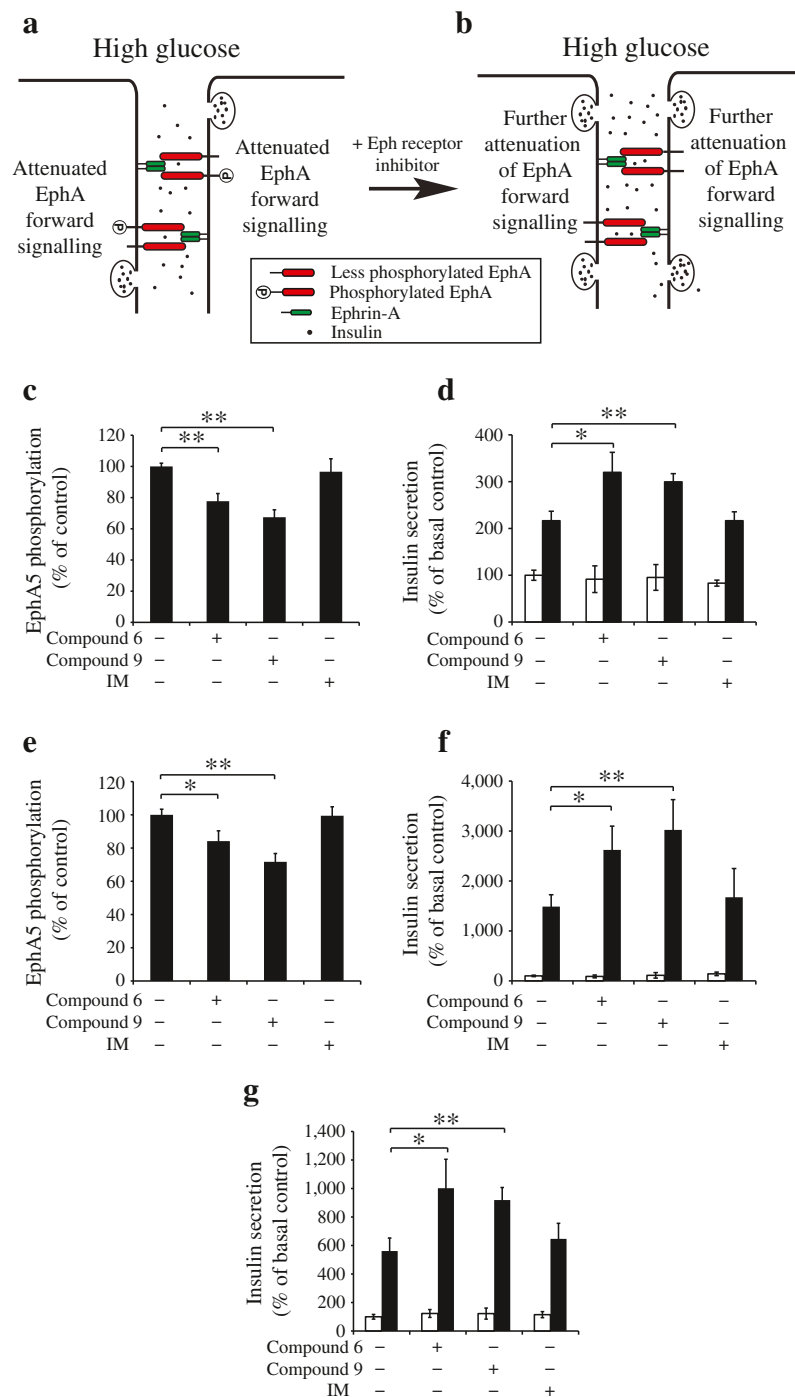 a
High glucose
Attenuated
EphA
forward
signalling
P
Attenuated
EphA
forward
signalling
P
+ Eph receptor
inhibitor
b
High glucose
Further
attenuation
of EphA
forward
signalling
Further
attenuation
of EphA
forward
signalling
Less phosphorylated EphA
P Phosphorylated EphA
Ephrin-A
Insulin
c
EphA5 phosphorylation
(% of control)
120
100
80
60
40
20
0
**
**
Compound 6 – + – –
Compound 9 – – + –
IM – – – +
d
Insulin secretion
(% of basal control)
400
300
200
100
0
**
*
– + – –
– – + –
IM – – – +
e
EphA5 phosphorylation
(% of control)
120
100
80
60
40
20
0
**
*
Compound 6 – + – –
Compound 9 – – + –
IM – – – +
f
Insulin secretion
(% of basal control)
4,000
3,000
2,000
1,000
0
**
*
Compound 6 – + – –
Compound 9 – – + –
IM – – – +
g
Insulin secretion
(% of basal control)
1,400
1,200
1,000
800
600
400
200
0
**
*
Compound 6 – + – –
Compound 9 – – + –
IM – – – +